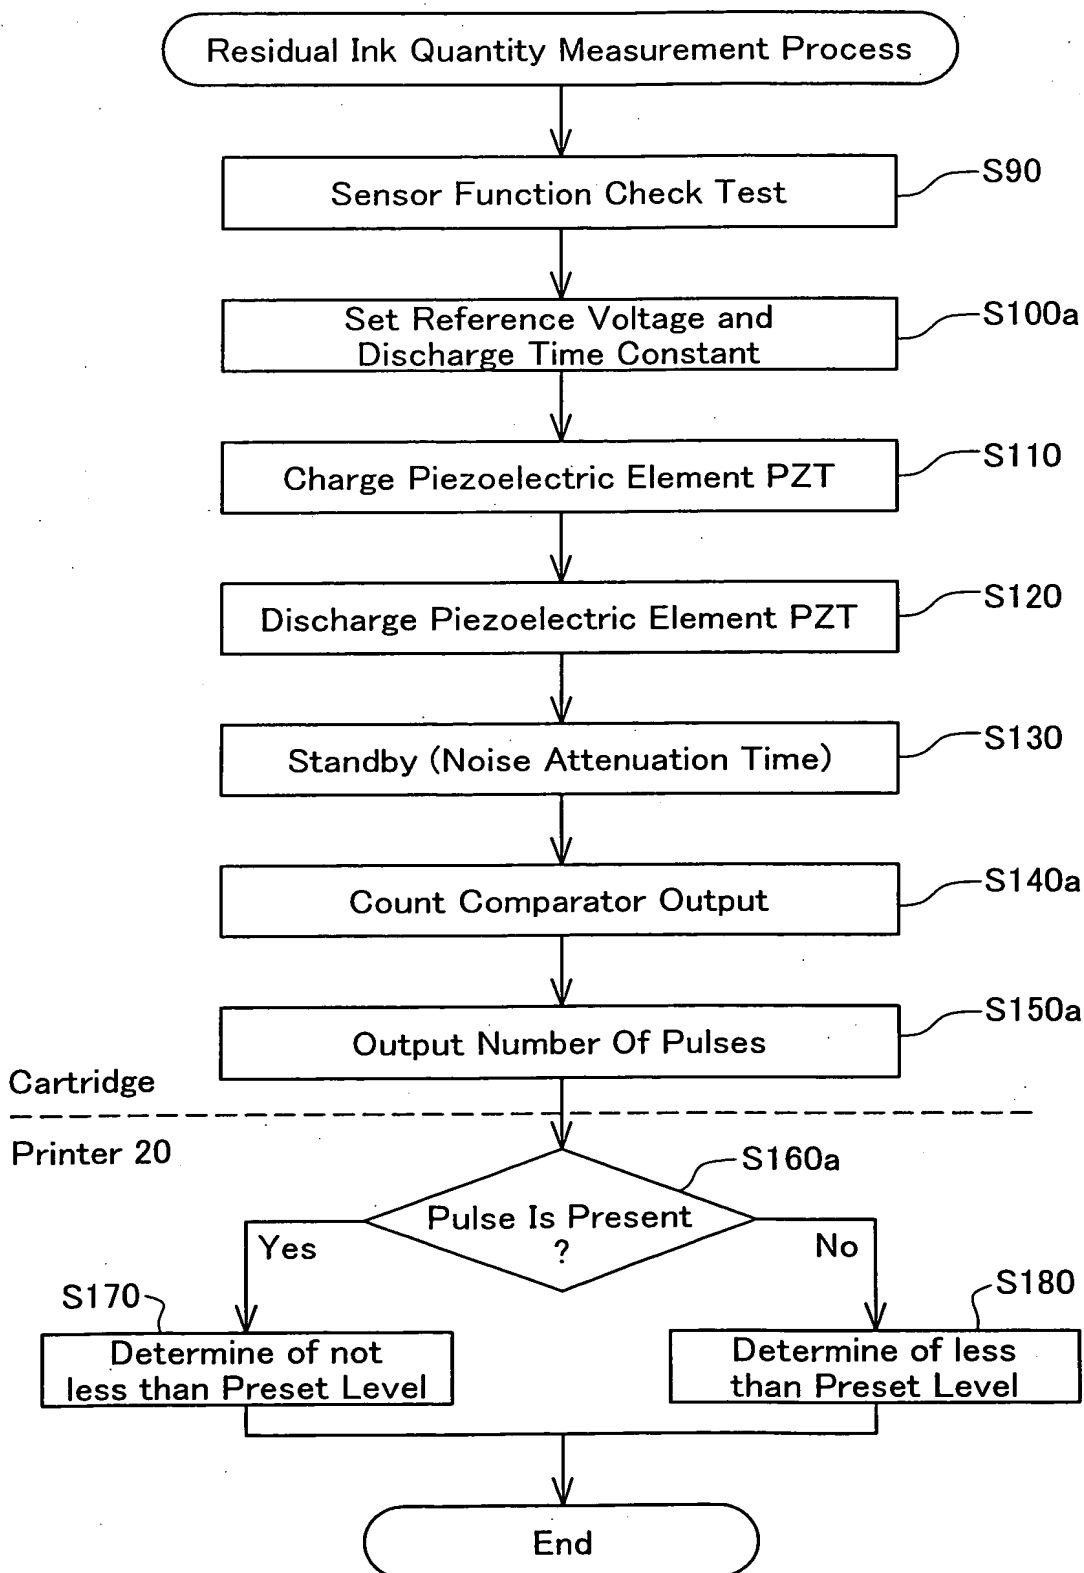 Residual Ink Quantity Measurement Process
Sensor Function Check Test
S90
Set Reference Voltage and
Discharge Time Constant
S100a
Charge Piezoelectric Element PZT
S110
Discharge Piezoelectric Element PZT
S120
Standby (Noise Attenuation Time)
S130
Count Comparator Output
S140a
Output Number Of Pulses
S150a
Cartridge
Printer 20
S160a
Pulse Is Present
?
Yes
No
S170
Determine of not
less than Preset Level
S180
Determine of less
than Preset Level
End